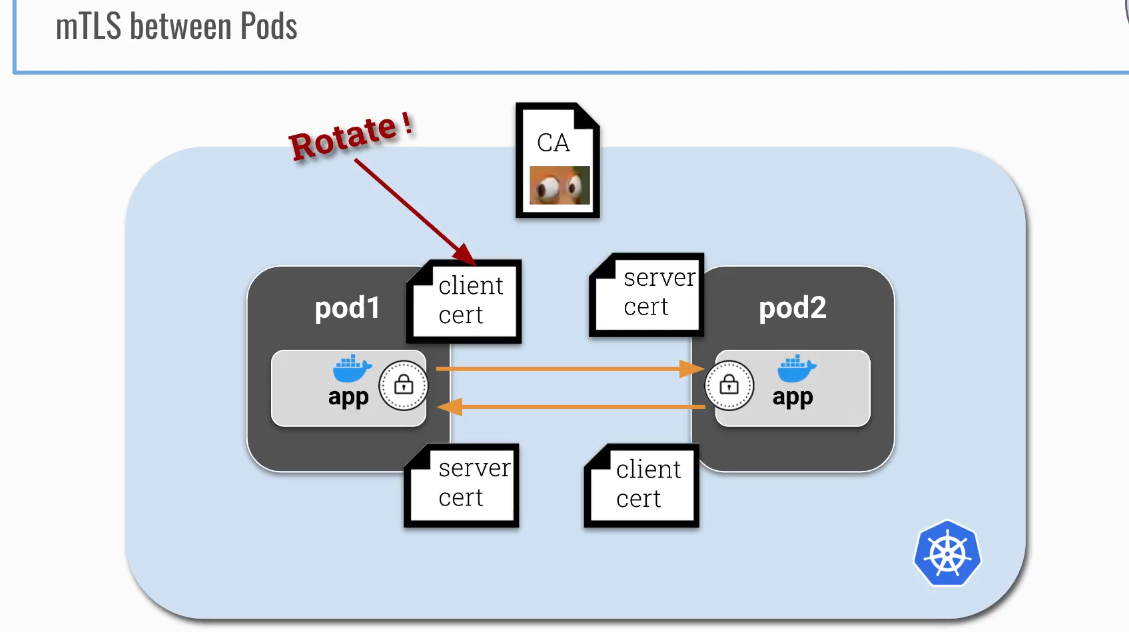 mTLS between Pods
Rotate!
CA
client
cert
server
cert
pod1
pod2
app
app
server
cert
client
cert